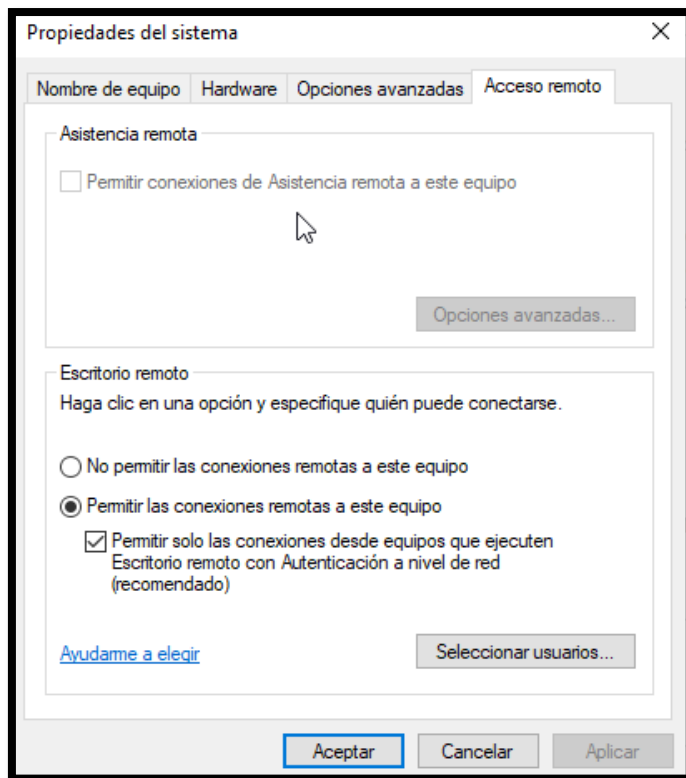 Propiedades del sistema
Nombre de equipo Hardware Opciones avanzadas Acceso remoto
Asistencia remota
Permitir conexiones de Asistencia remota a este equipo
Opciones avanzadas...
Escritorio remoto
Haga clic en una opción y especifique quién puede conectarse.
No permitir las conexiones remotas a este equipo
Permitir las conexiones remotas a este equipo
Permitir solo las conexiones desde equipos que ejecuten
Escritorio remoto con Autenticación a nivel de red
(recomendado)
Ayudarme a elegir Seleccionar usuarios...
Aceptar Cancelar Aplicar